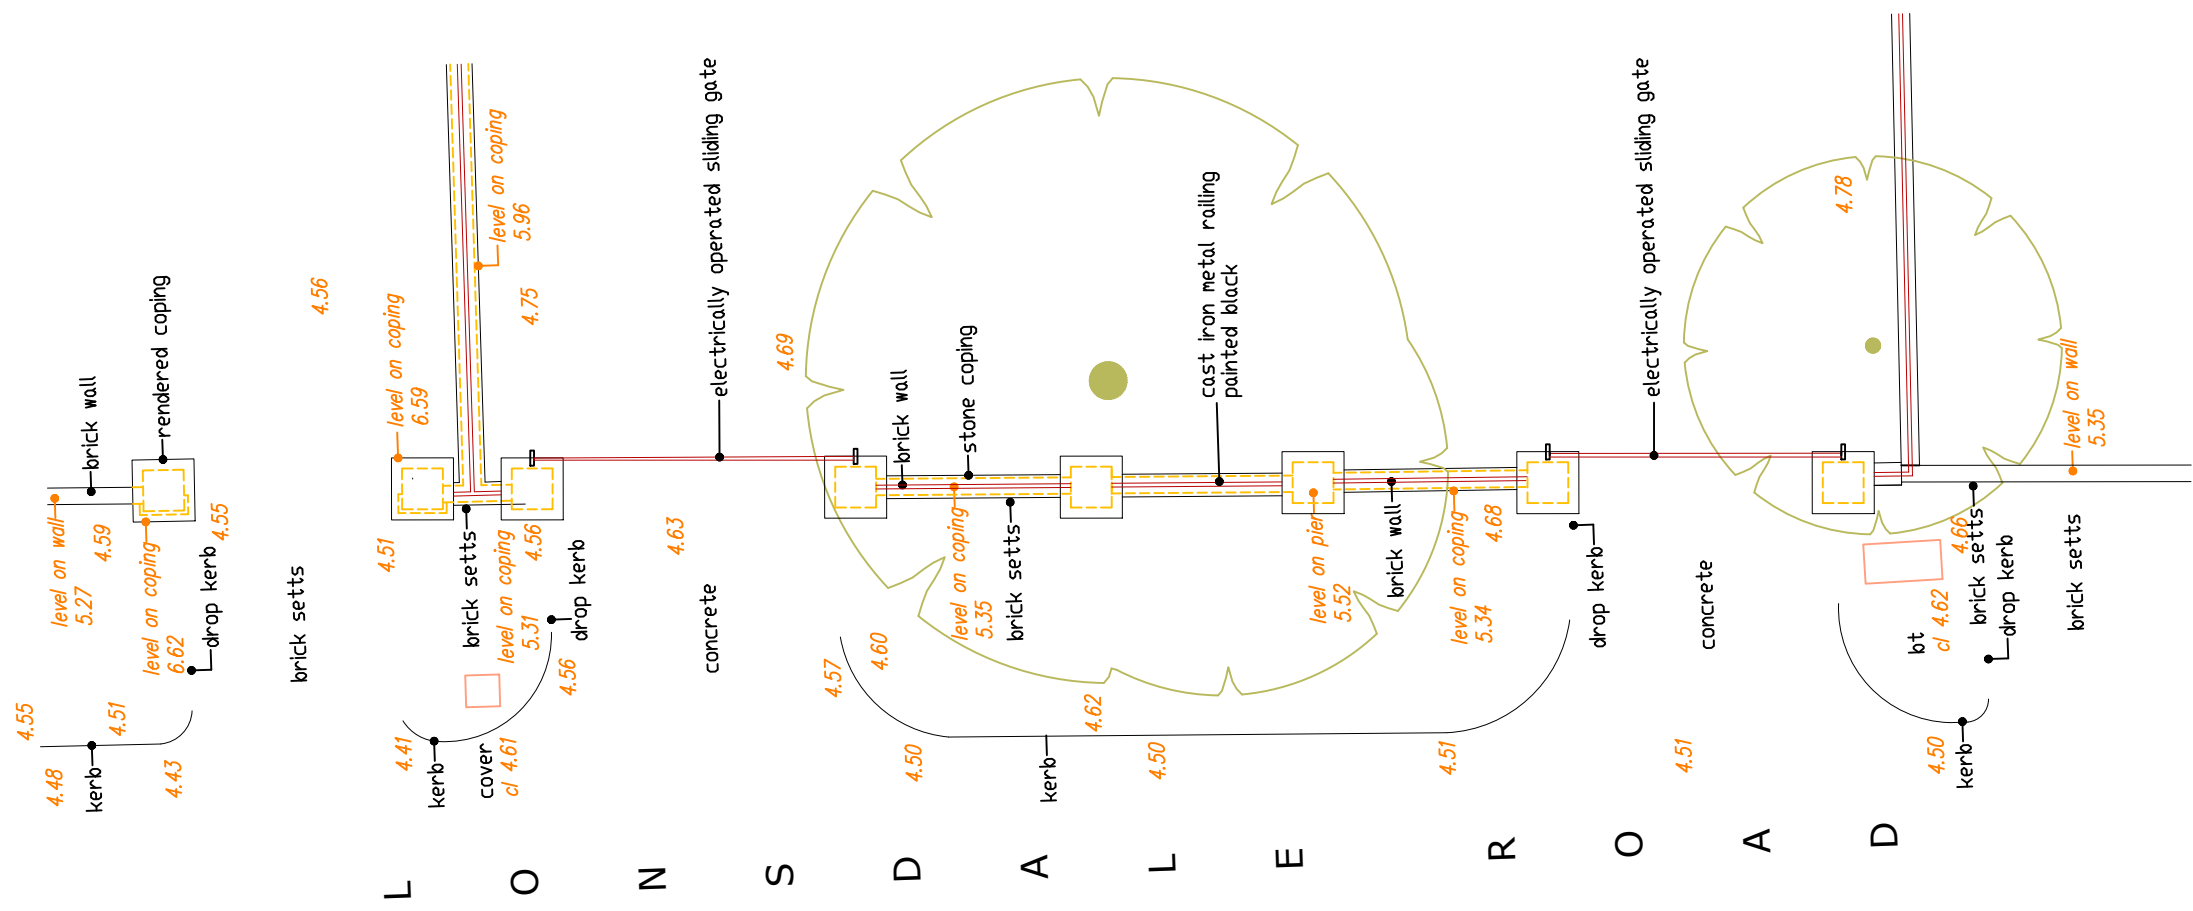 level on wall
5.27
brick wall
4.59
rendered coping
level on coping
6.62
4.55
drop kerb
4.55
4.48
4.51
kerb
4.43
4.56
brick setts
level on coping
6.59
4.51
level on coping
5.96
4.75
brick setts
level on coping
5.31
4.56
drop kerb
4.56
4.41
kerb
cover
cl 4.61
electrically operated sliding gate
4.63
concrete
4.69
brick wall
stone coping
level on coping
5.35
brick setts
4.57
4.60
4.50
kerb
4.62
4.50
cast iron metal railing
painted black
level on pier
5.52
brick wall
level on coping
5.34
4.68
4.51
drop kerb
electrically operated sliding gate
concrete
4.51
4.78
level on wall
5.35
4.66
brick setts
drop kerb
brick setts
bt
cl 4.62
4.50
kerb
LONSDALE ROAD